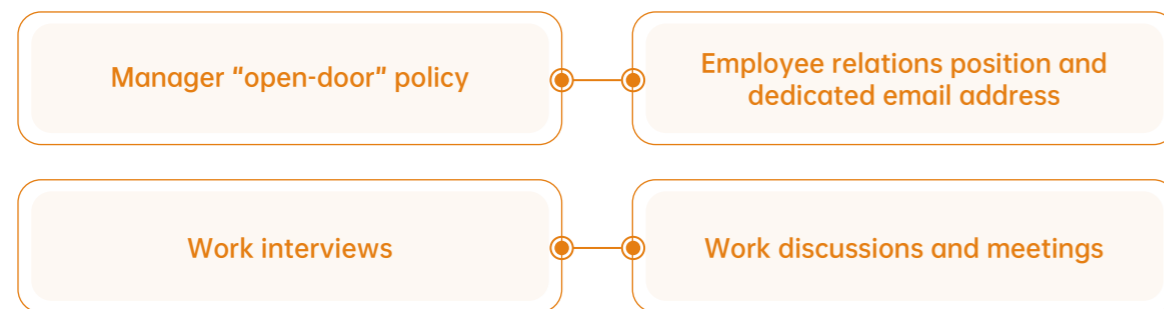 Manager "open-door" policy
Employee relations position and
dedicated email address
Work interviews
Work discussions and meetings